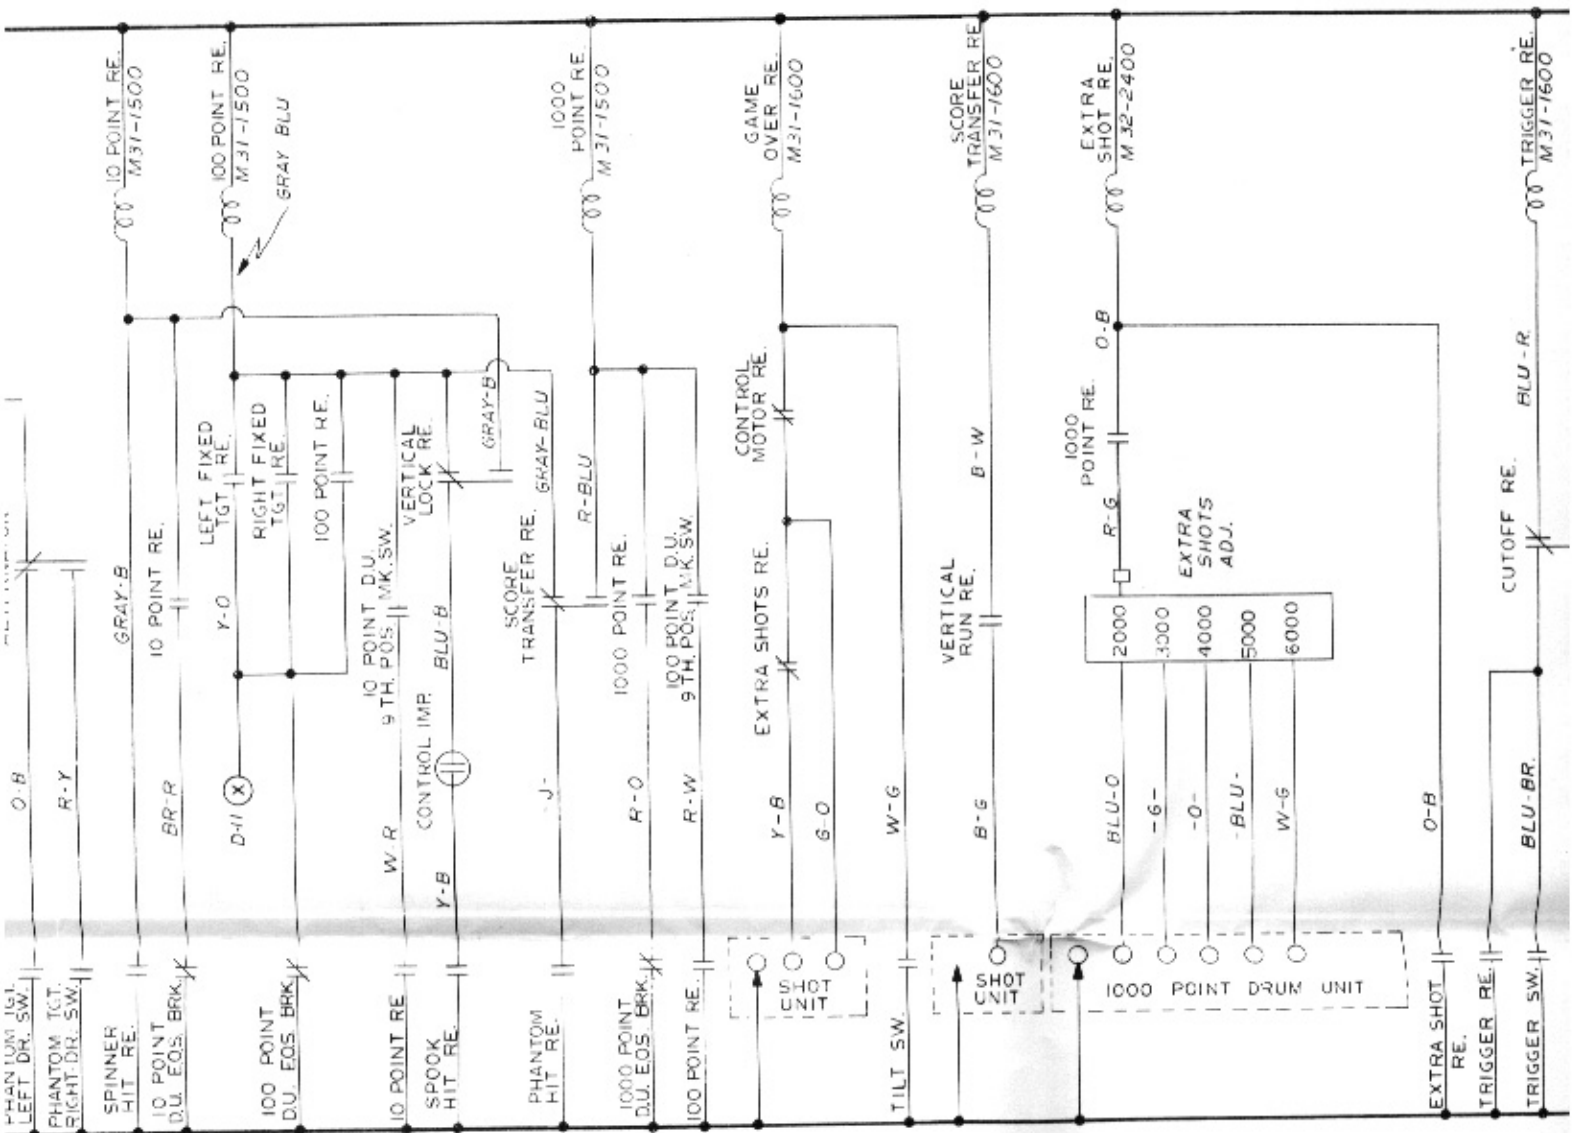 10 POINT RE.
M31-1500
100 POINT RE.
M31-1500
GRAY BLU
1000
POINT RE.
M31-1500
GAME
OVER RE.
M31-1600
SCORE
TRANSFER RE
M31-1600
EXTRA
SHOT RE.
M32-2400
TRIGGER RE.
M31-1600
O-B
R-Y
GRAY-B
10 POINT RE.
BR-R
LEFT FIXED
TGT RE.
Y-O
D-11
X
RIGHT FIXED
TGT RE.
100 POINT RE.
10 POINT D.U.
9 TH. POS. MK. SW.
W-R
VERTICAL
LOCK RE.
BLU-B
CONTROL IMP.
Y-B
GRAY-B
GRAY-BLU
SCORE
TRANSFER RE.
-J-
R-BLU
1000 POINT RE.
R-O
100 POINT D.U.
9 TH. POS. MK. SW.
R-W
CONTROL
MOTOR RE.
EXTRA SHOTS RE.
Y-B
G-O
W-G
B-W
VERTICAL
RUN RE.
B-G
O-B
1000
POINT RE.
R-G
EXTRA
SHOTS
ADJ.
2000
3000
4000
5000
6000
BLU-O
-G-
-O-
-BLU-
W-G
O-B
BLU-R
CUTOFF RE.
BLU-BR.
PHANTOM TGT.
LEFT DR. SW.
PHANTOM TGT.
RIGHT DR. SW.
SPINNER
HIT RE.
10 POINT
D.U. E.O.S. BRK.
100 POINT
D.U. E.O.S. BRK.
10 POINT RE
SPOOK
HIT RE.
PHANTOM
HIT RE.
1000 POINT
D.U. E.O.S. BRK.
100 POINT RE.
SHOT
UNIT
TILT SW.
SHOT
UNIT
1000 POINT DRUM UNIT
EXTRA SHOT
RE.
TRIGGER RE.
TRIGGER SW.